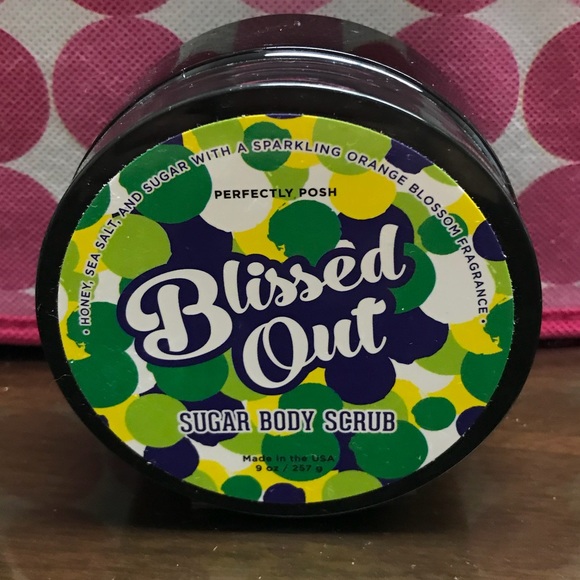 • HONEY, SEA SALT, AND SUGAR WITH A SPARKLING ORANGE BLOSSOM FRAGRANCE •
PERFECTLY POSH
Blissed
Out
SUGAR BODY SCRUB
Made in the USA
9 oz / 257 g